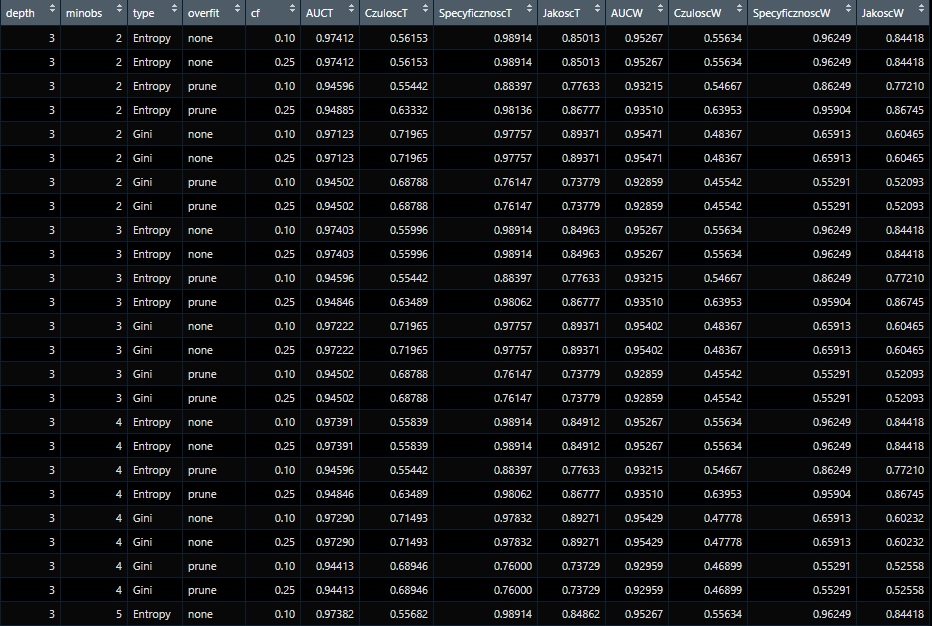 depth minobs type overfit cf AUCT CzuloscT SpecyficznoscT JakoscT AUCW CzuloscW SpecyficznoscW JakoscW
3 2 Entropy none 0.10 0.97412 0.56153 0.98914 0.85013 0.95267 0.55634 0.96249 0.84418
3 2 Entropy none 0.25 0.97412 0.56153 0.98914 0.85013 0.95267 0.55634 0.96249 0.84418
3 2 Entropy prune 0.10 0.94596 0.55442 0.88397 0.77633 0.93215 0.54667 0.86249 0.77210
3 2 Entropy prune 0.25 0.94885 0.63332 0.98136 0.86777 0.93510 0.63953 0.95904 0.86745
3 2 Gini none 0.10 0.97123 0.71965 0.97757 0.89371 0.95471 0.48367 0.65913 0.60465
3 2 Gini none 0.25 0.97123 0.71965 0.97757 0.89371 0.95471 0.48367 0.65913 0.60465
3 2 Gini prune 0.10 0.94502 0.68788 0.76147 0.73779 0.92859 0.45542 0.55291 0.52093
3 2 Gini prune 0.25 0.94502 0.68788 0.76147 0.73779 0.92859 0.45542 0.55291 0.52093
3 3 Entropy none 0.10 0.97403 0.55996 0.98914 0.84963 0.95267 0.55634 0.96249 0.84418
3 3 Entropy none 0.25 0.97403 0.55996 0.98914 0.84963 0.95267 0.55634 0.96249 0.84418
3 3 Entropy prune 0.10 0.94596 0.55442 0.88397 0.77633 0.93215 0.54667 0.86249 0.77210
3 3 Entropy prune 0.25 0.94846 0.63489 0.98062 0.86777 0.93510 0.63953 0.95904 0.86745
3 3 Gini none 0.10 0.97222 0.71965 0.97757 0.89371 0.95402 0.48367 0.65913 0.60465
3 3 Gini none 0.25 0.97222 0.71965 0.97757 0.89371 0.95402 0.48367 0.65913 0.60465
3 3 Gini prune 0.10 0.94502 0.68788 0.76147 0.73779 0.92859 0.45542 0.55291 0.52093
3 3 Gini prune 0.25 0.94502 0.68788 0.76147 0.73779 0.92859 0.45542 0.55291 0.52093
3 4 Entropy none 0.10 0.97391 0.55839 0.98914 0.84912 0.95267 0.55634 0.96249 0.84418
3 4 Entropy none 0.25 0.97391 0.55839 0.98914 0.84912 0.95267 0.55634 0.96249 0.84418
3 4 Entropy prune 0.10 0.94596 0.55442 0.88397 0.77633 0.93215 0.54667 0.86249 0.77210
3 4 Entropy prune 0.25 0.94846 0.63489 0.98062 0.86777 0.93510 0.63953 0.95904 0.86745
3 4 Gini none 0.10 0.97290 0.71493 0.97832 0.89271 0.95429 0.47778 0.65913 0.60232
3 4 Gini none 0.25 0.97290 0.71493 0.97832 0.89271 0.95429 0.47778 0.65913 0.60232
3 4 Gini prune 0.10 0.94413 0.68946 0.76000 0.73729 0.92959 0.46899 0.55291 0.52558
3 4 Gini prune 0.25 0.94413 0.68946 0.76000 0.73729 0.92959 0.46899 0.55291 0.52558
3 5 Entropy none 0.10 0.97382 0.55682 0.98914 0.84862 0.95267 0.55634 0.96249 0.84418